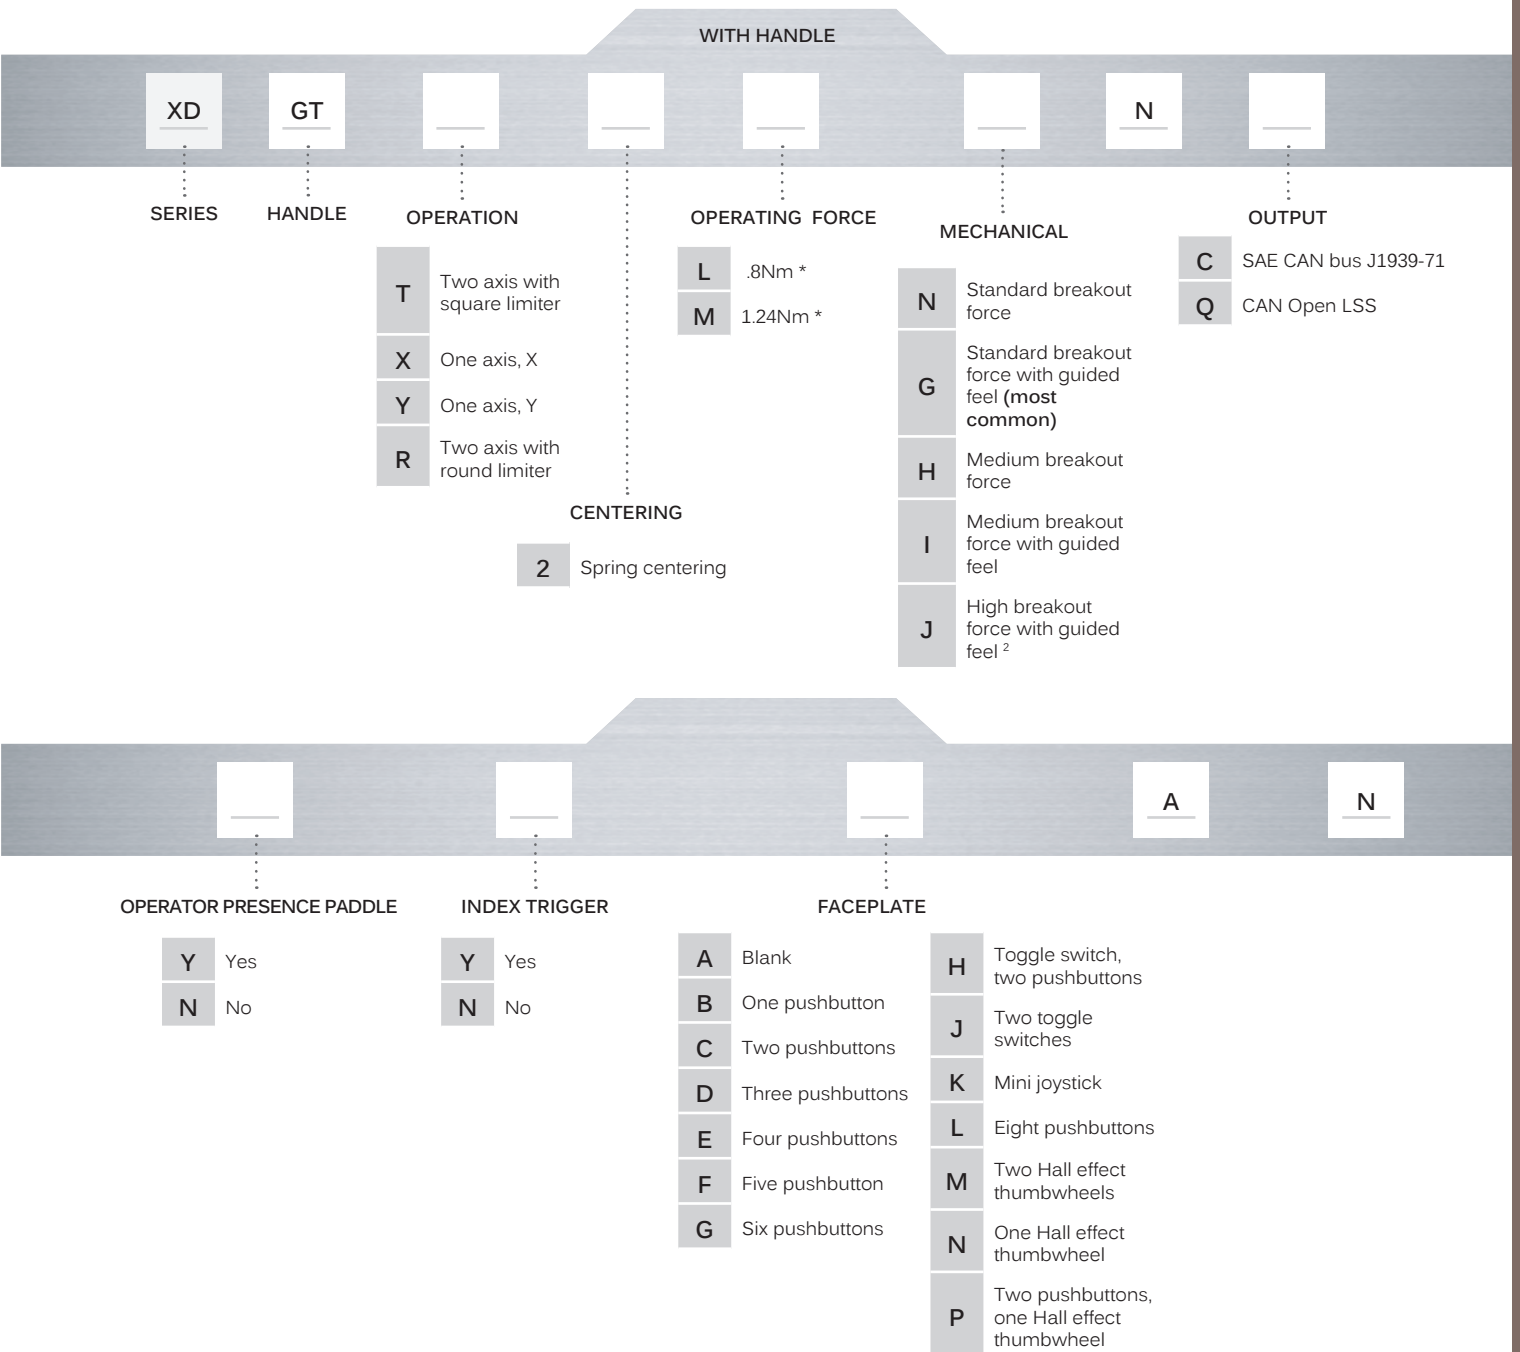 WITH HANDLE
XD
GT
N
SERIES
HANDLE
OPERATION
T
Two axis with
square limiter
X
One axis, X
Y
One axis, Y
R
Two axis with
round limiter
CENTERING
2
Spring centering
OPERATING FORCE
L
.8Nm *
M
1.24Nm *
MECHANICAL
N
Standard breakout
force
G
Standard breakout
force with guided
feel (most
common)
H
Medium breakout
force
I
Medium breakout
force with guided
feel
J
High breakout
force with guided
feel 2
OUTPUT
C
SAE CAN bus J1939-71
Q
CAN Open LSS
A
N
OPERATOR PRESENCE PADDLE
Y
Yes
N
No
INDEX TRIGGER
Y
Yes
N
No
FACEPLATE
A
Blank
B
One pushbutton
C
Two pushbuttons
D
Three pushbuttons
E
Four pushbuttons
F
Five pushbutton
G
Six pushbuttons
H
Toggle switch,
two pushbuttons
J
Two toggle
switches
K
Mini joystick
L
Eight pushbuttons
M
Two Hall effect
thumbwheels
N
One Hall effect
thumbwheel
P
Two pushbuttons,
one Hall effect
thumbwheel